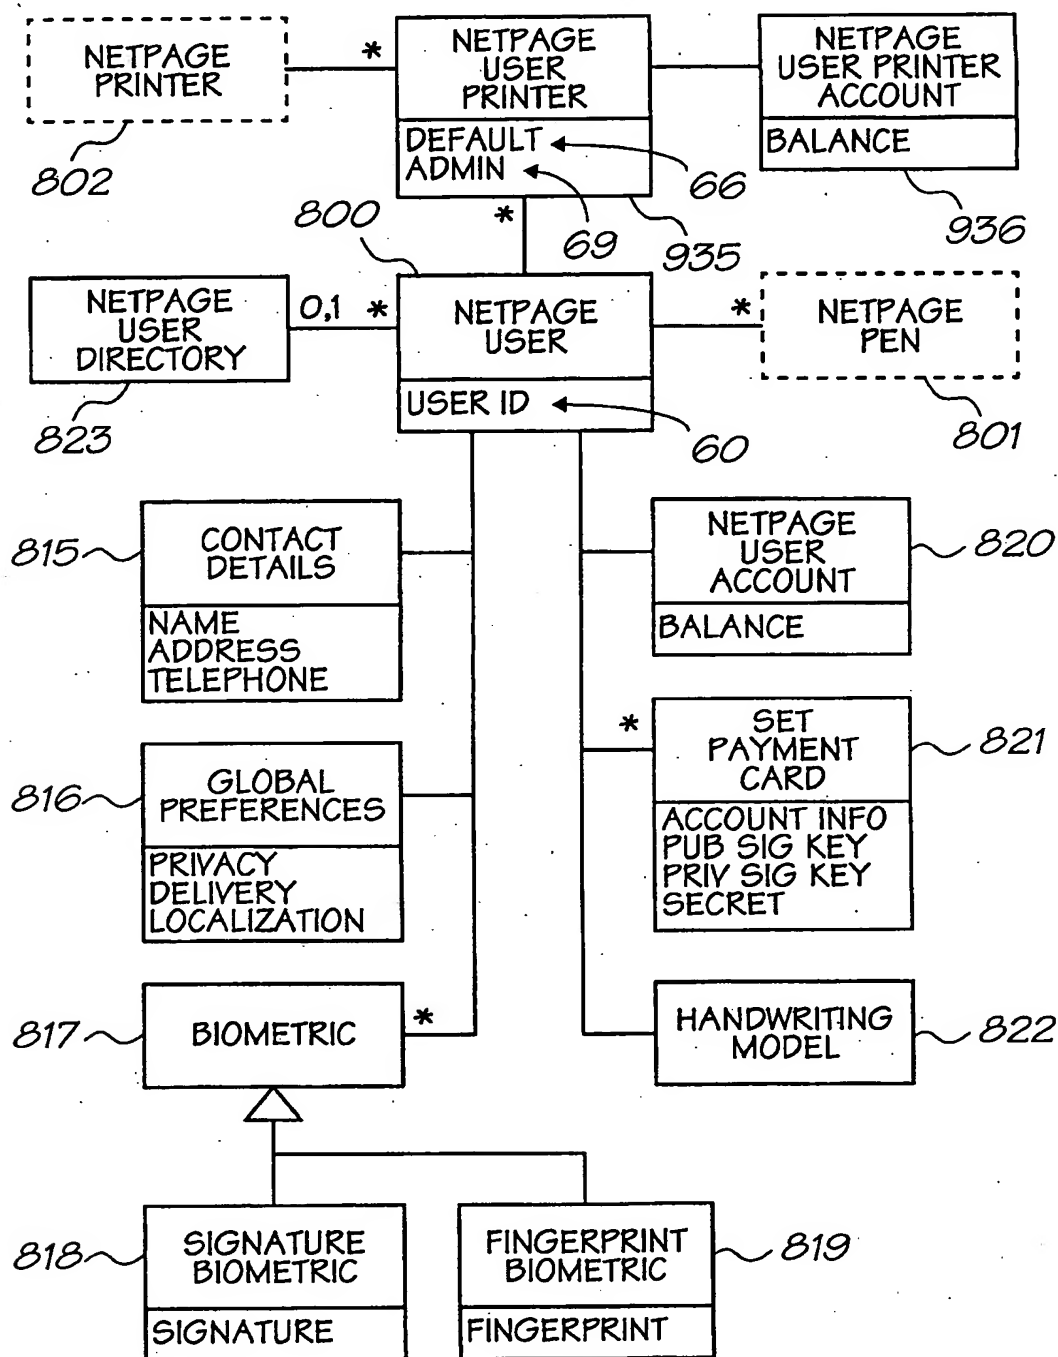 NETPAGE
PRINTER
*
NETPAGE
USER
PRINTER
NETPAGE
USER PRINTER
ACCOUNT
DEFAULT
ADMIN
BALANCE
802
66
800
*
69
935
936
NETPAGE
USER
DIRECTORY
0,1
*
NETPAGE
USER
*
NETPAGE
PEN
USER ID
823
60
801
815
CONTACT
DETAILS
NAME
ADDRESS
TELEPHONE
NETPAGE
USER
ACCOUNT
BALANCE
820
816
GLOBAL
PREFERENCES
PRIVACY
DELIVERY
LOCALIZATION
*
SET
PAYMENT
CARD
ACCOUNT INFO
PUB SIG KEY
PRIV SIG KEY
SECRET
821
817
BIOMETRIC
*
HANDWRITING
MODEL
822
818
SIGNATURE
BIOMETRIC
SIGNATURE
FINGERPRINT
BIOMETRIC
FINGERPRINT
819